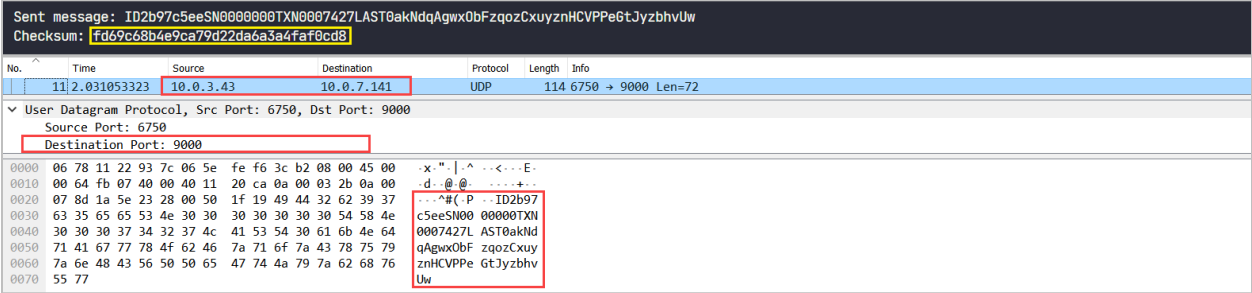 Sent message: ID2b97c5eeSN0000000TXN0007427LAST0akNdqAgwxObFzqozCxuyznHCVPPeGtJyzbhvUw
Checksum: fd69c68b4e9ca79d22da6a3a4faf0cd8
No. Time Source Destination Protocol Length Info
11 2.031053323 10.0.3.43 10.0.7.141 UDP 114 6750 → 9000 Len=72
User Datagram Protocol, Src Port: 6750, Dst Port: 9000
Source Port: 6750
Destination Port: 9000
0000 06 78 11 22 93 7c 06 5e fe f6 3c b2 08 00 45 00 ·x·"·|·^ ··<···E·
0010 00 64 fb 07 40 00 40 11 20 ca 0a 00 03 2b 0a 00 ·d··@·@· ····+··
0020 07 8d 1a 5e 23 28 00 50 1f 19 49 44 32 62 39 37 ···^#(·P ··ID2b97
0030 63 35 65 65 53 4e 30 30 30 30 30 30 30 54 58 4e c5eeSN00 00000TXN
0040 30 30 30 37 34 32 37 4c 41 53 54 30 61 6b 4e 64 0007427L AST0akNd
0050 71 41 67 77 78 4f 62 46 7a 71 6f 7a 43 78 75 79 qAgwxObF zqozCxuy
0060 7a 6e 48 43 56 50 50 65 47 74 4a 79 7a 62 68 76 znHCVPPe GtJyzbhv
0070 55 77 Uw